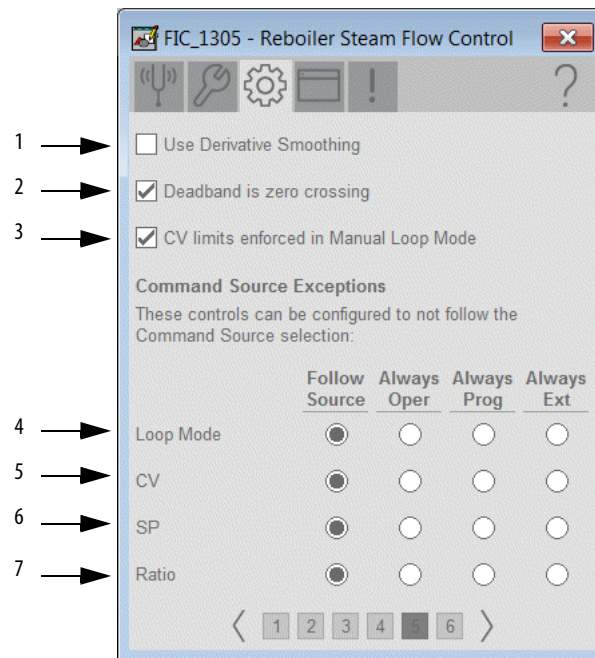 FIC_1305 - Reboiler Steam Flow Control
?
1 Use Derivative Smoothing
2 Deadband is zero crossing
3 CV limits enforced in Manual Loop Mode
Command Source Exceptions
These controls can be configured to not follow the
Command Source selection:
Follow Always Always Always
Source Oper Prog Ext
4 Loop Mode
5 CV
6 SP
7 Ratio
1 2 3 4 5 6